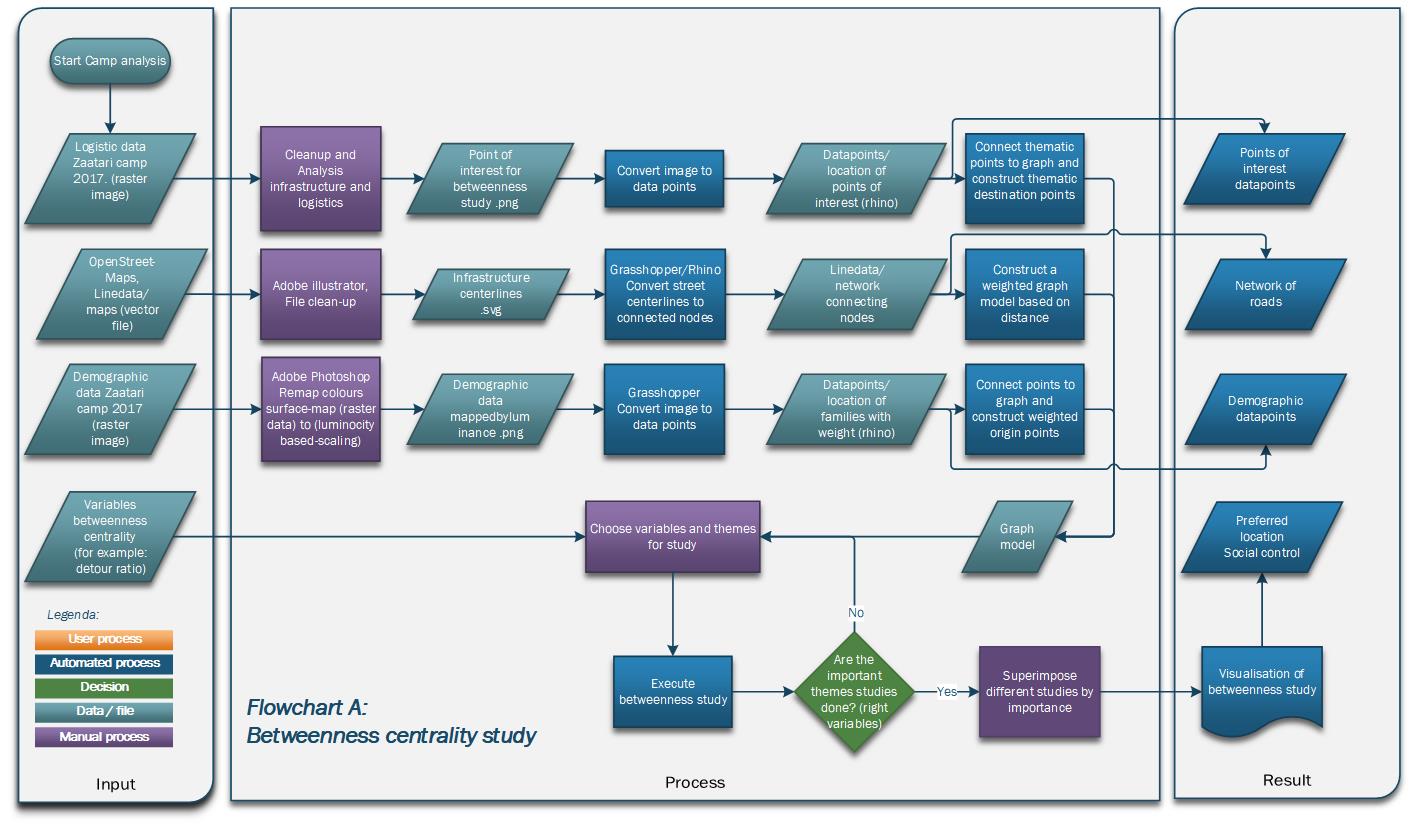 Start Camp analysis
Logistic data
Zaatari camp
2017. (raster
image)
Cleanup and
Analysis
infrastructure and
logistics
Point of
interest for
betweenness
study .png
Convert image to
data points
Datapoints/
location of
points of
interest (rhino)
Connect thematic
points to graph and
construct thematic
destination points
Points of
interest
datapoints
OpenStreet-
Maps,
Linedata/
maps (vector
file)
Adobe illustrator,
File clean-up
Infrastructure
centerlines
.svg
Grasshopper/Rhino
Convert street
centerlines to
connected nodes
Linedata/
network
connecting
nodes
Construct a
weighted graph
model based on
distance
Network of
roads
Demographic
data Zaatari
camp 2017
(raster
image)
Adobe Photoshop
Remap colours
surface-map (raster
data) to (luminocity
based-scaling)
Demographic
data
mappedbylum
inance .png
Grasshopper
Convert image to
data points
Datapoints/
location of
families with
weight (rhino)
Connect points to
graph and
construct weighted
origin points
Demographic
datapoints
Variables
betweenness
centrality
(for example:
detour ratio)
Choose variables and themes
for study
Graph
model
Preferred
location
Social control
Legenda:
User process
Automated process
Decision
Data / file
Manual process
Flowchart A:
Betweenness centrality study
Execute
betweenness study
No
Are the
important
themes studies
done? (right
variables)
Yes
Superimpose
different studies by
importance
Visualisation of
betweenness study
Input
Process
Result